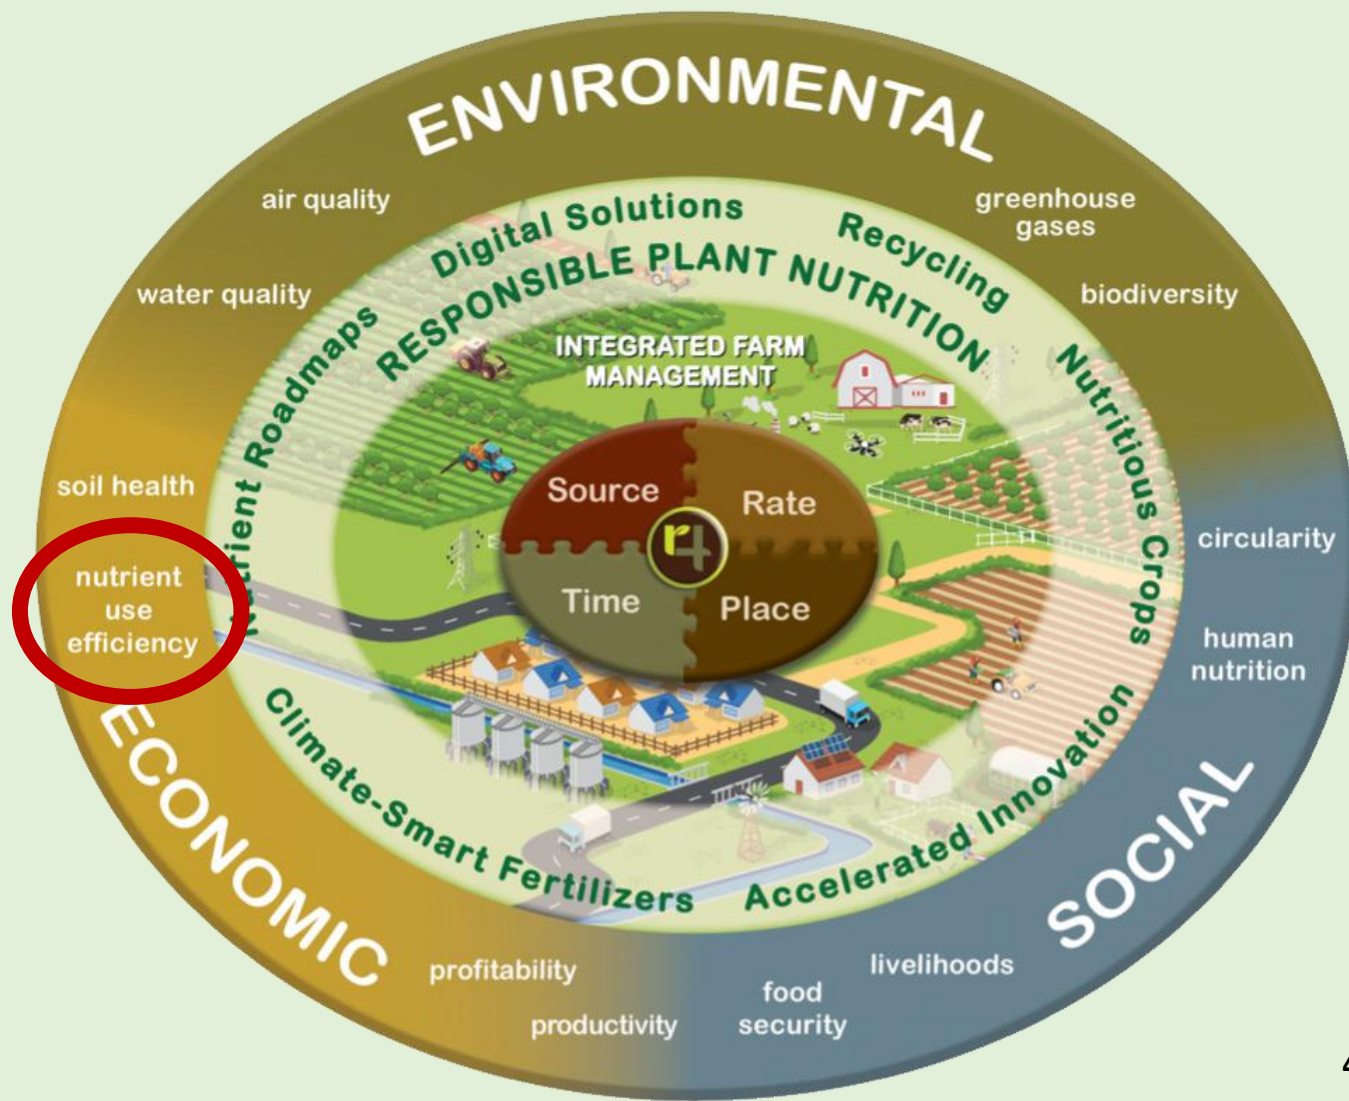 ENVIRONMENTAL
air quality
greenhouse
gases
water quality
biodiversity
Digital Solutions
Recycling
RESPONSIBLE PLANT NUTRITION
Nutrient Roadmaps
Nutritious Crops
INTEGRATED FARM
MANAGEMENT
soil health
Source
Rate
r4
circularity
nutrient
use
efficiency
Time
Place
human
nutrition
Climate-Smart Fertilizers
Accelerated Innovation
ECONOMIC
SOCIAL
profitability
livelihoods
productivity
food
security